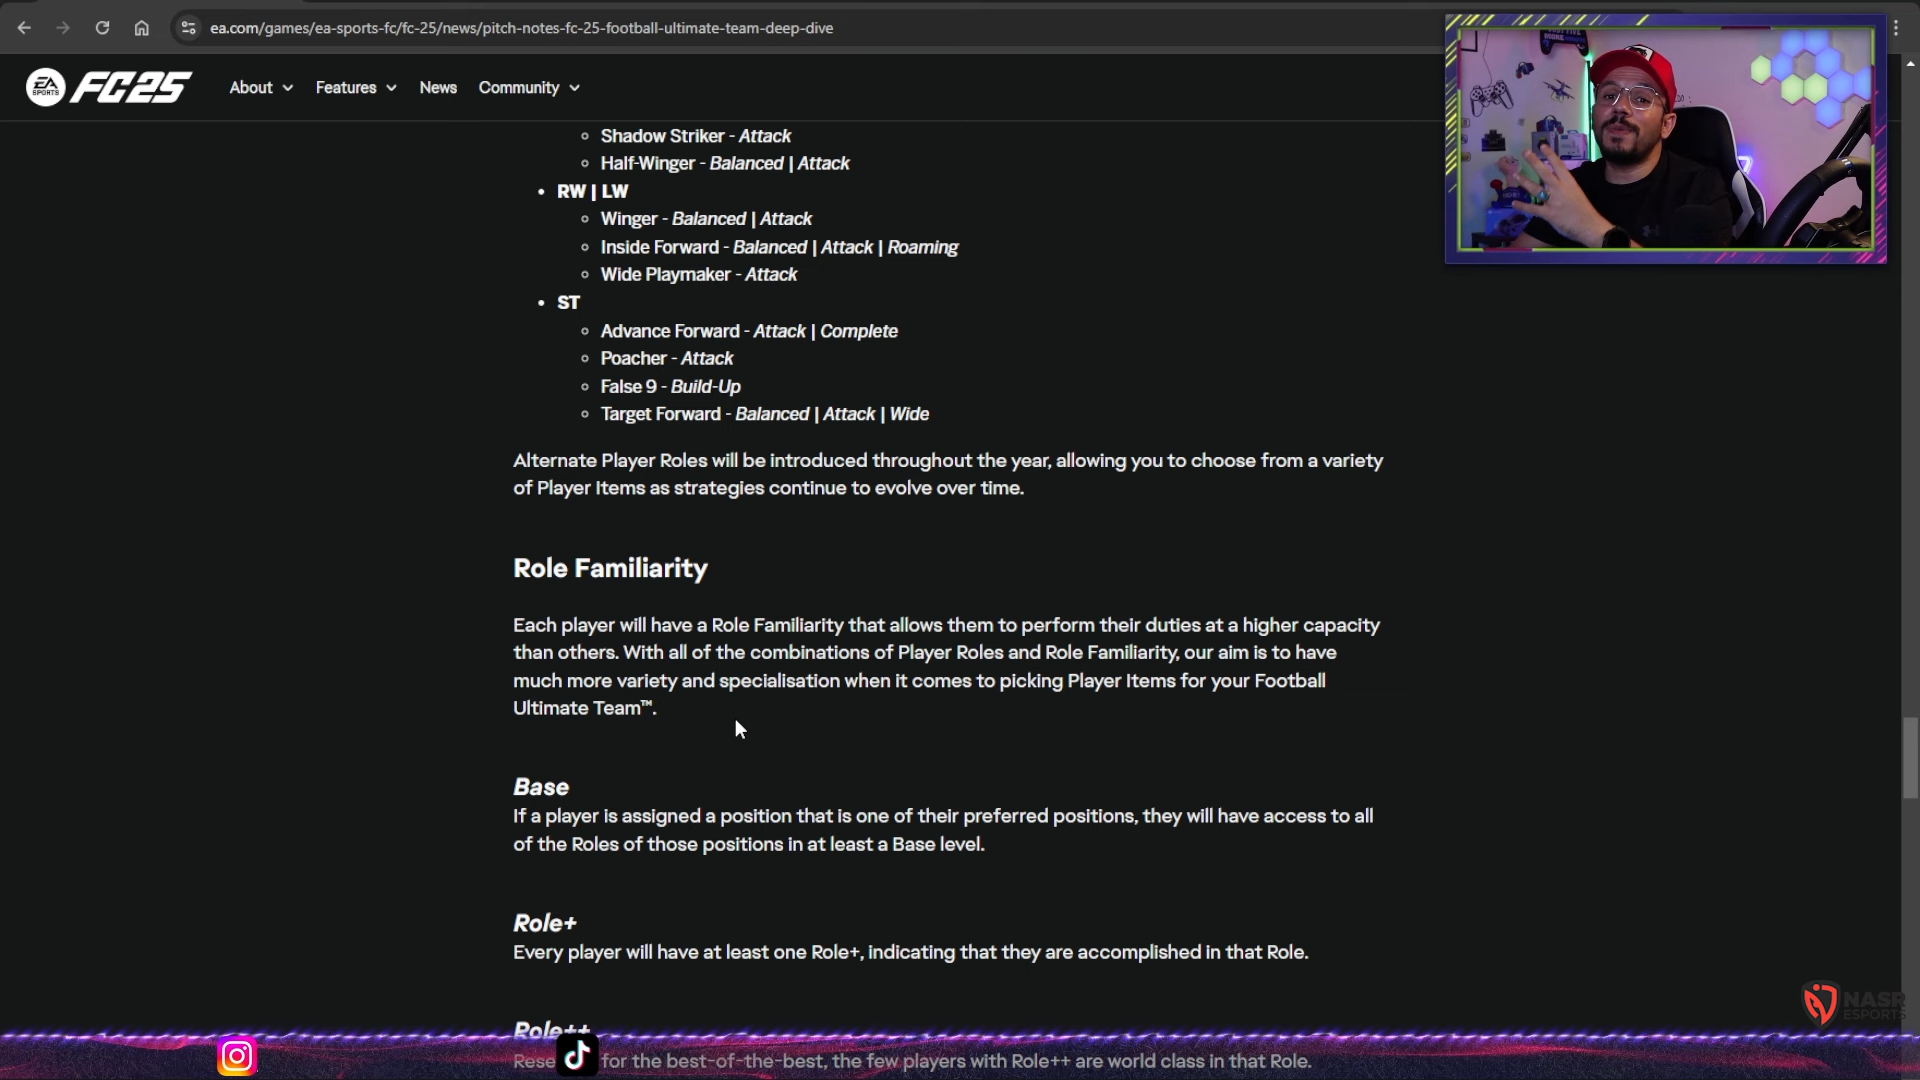 ea.com/games/ea-sports-fc/fc-25/news/pitch-notes-fc-25-football-ultimate-team-deep-dive
EA SPORTS FC25
About
Features
News
Community
Shadow Striker - Attack
Half-Winger - Balanced | Attack
RW | LW
Winger - Balanced | Attack
Inside Forward - Balanced | Attack | Roaming
Wide Playmaker - Attack
ST
Advance Forward - Attack | Complete
Poacher - Attack
False 9 - Build-Up
Target Forward - Balanced | Attack | Wide
Alternate Player Roles will be introduced throughout the year, allowing you to choose from a variety
of Player Items as strategies continue to evolve over time.
Role Familiarity
Each player will have a Role Familiarity that allows them to perform their duties at a higher capacity
than others. With all of the combinations of Player Roles and Role Familiarity, our aim is to have
much more variety and specialisation when it comes to picking Player Items for your Football
Ultimate Team™.
Base
If a player is assigned a position that is one of their preferred positions, they will have access to all
of the Roles of those positions in at least a Base level.
Role+
Every player will have at least one Role+, indicating that they are accomplished in that Role.
NASR
ESPORTS
Role++
for the best-of-the-best, the few players with Role++ are world class in that Role.